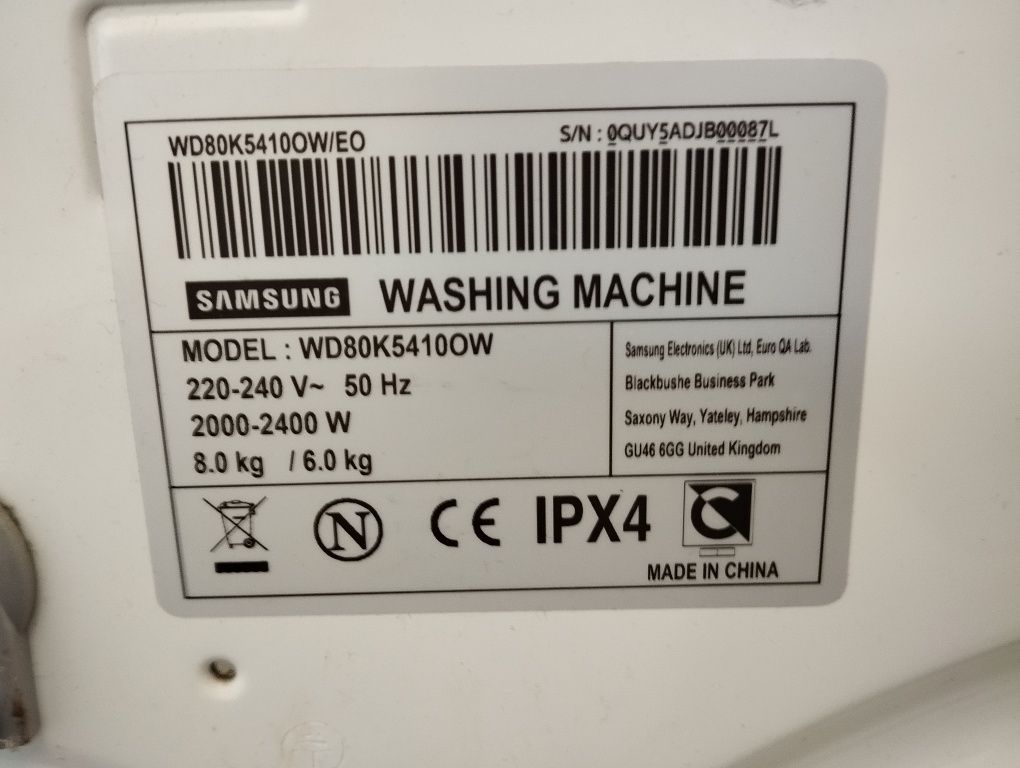 WD80K5410OW/EO
S/N : 0QUY5ADJB00087L
SAMSUNG WASHING MACHINE
MODEL : WD80K5410OW
220-240 V~ 50 Hz
2000-2400 W
8.0 kg / 6.0 kg
Samsung Electronics (UK) Ltd, Euro QA Lab.
Blackbushe Business Park
Saxony Way, Yateley, Hampshire
GU46 6GG United Kingdom
N CE IPX4
MADE IN CHINA